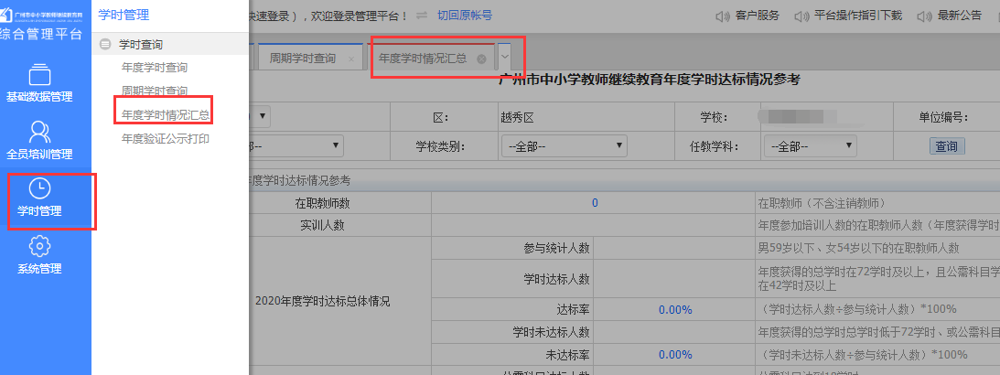 广州市中小学教师继续教育网
综合管理平台
基础数据管理
全员培训管理
学时管理
系统管理
学时管理
学时查询
年度学时查询
周期学时查询
年度学时情况汇总
年度验证公示打印
快速登录），欢迎登录管理平台！
切回原帐号
客户服务
平台操作指引下载
最新公告
周期学时查询 ×
年度学时情况汇总
广州市中小学教师继续教育年度学时达标情况参考
区：
越秀区
学校：
单位编号：
部--
学校类别：
--全部--
任教学科：
--全部--
查询
年度学时达标情况参考
在职教师数
0
在职教师（不含注销教师）
实训人数
年度参加培训人数的在职教师人数（年度获得学时
2020年度学时达标总体情况
参与统计人数
男59岁以下、女54岁以下的在职教师人数
学时达标人数
年度获得的总学时在72学时及以上，且公需科目学
在42学时及以上
达标率
0.00%
（学时达标人数÷参与统计人数）*100%
学时未达标人数
年度获得的总学时总学时低于72学时、或公需科目
未达标率
0.00%
（学时未达标人数÷参与统计人数）*100%